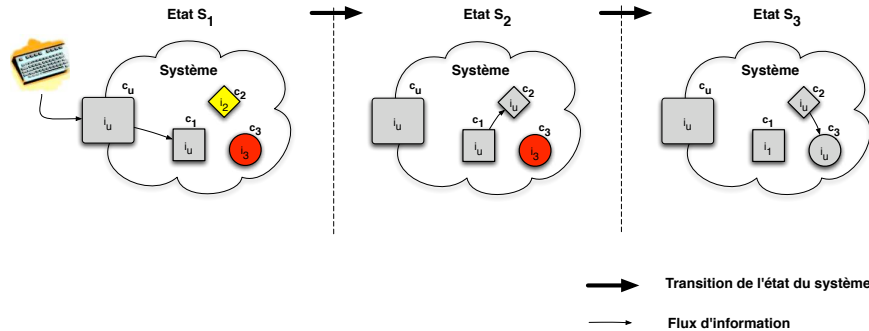 Etat S1
Etat S2
Etat S3
Système
cu
iu
c1
iu
c2
i2
c3
i3
Système
cu
iu
c1
iu
c2
iu
c3
i3
Système
cu
iu
c1
i1
c2
iu
c3
iu
Transition de l'état du système
Flux d'information